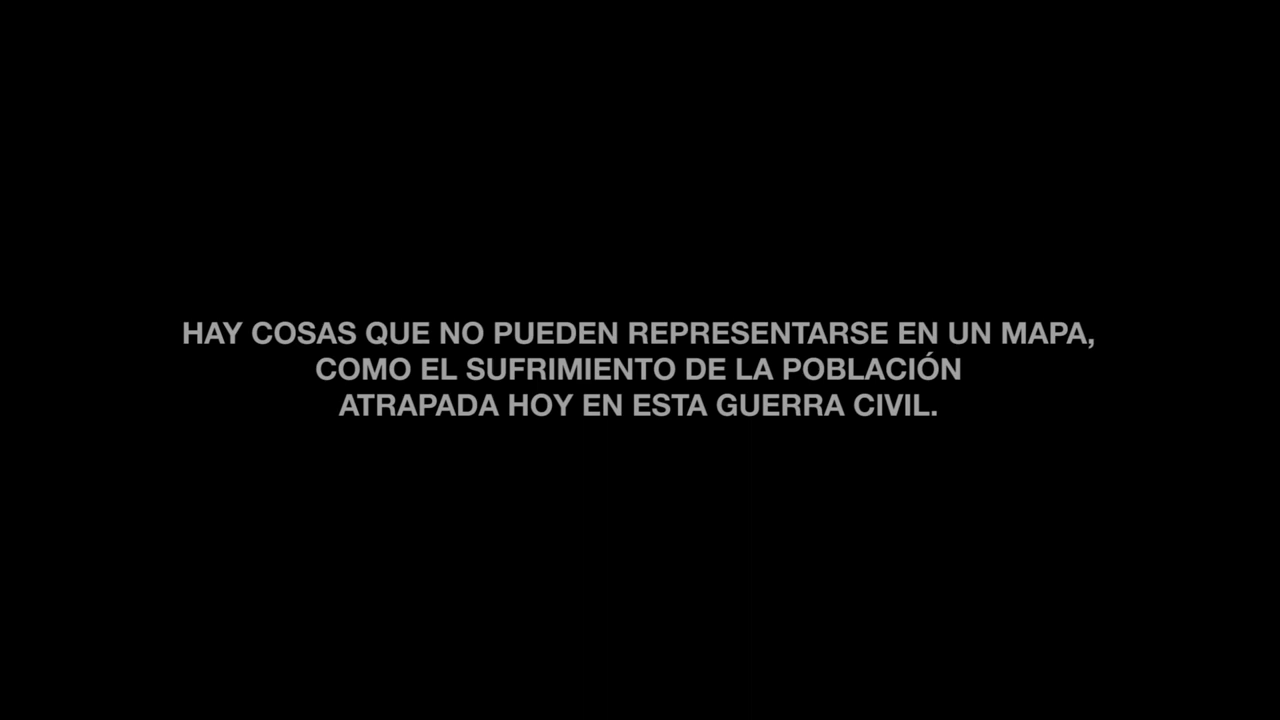 HAY COSAS QUE NO PUEDEN REPRESENTARSE EN UN MAPA,
COMO EL SUFRIMIENTO DE LA POBLACIÓN
ATRAPADA HOY EN ESTA GUERRA CIVIL.